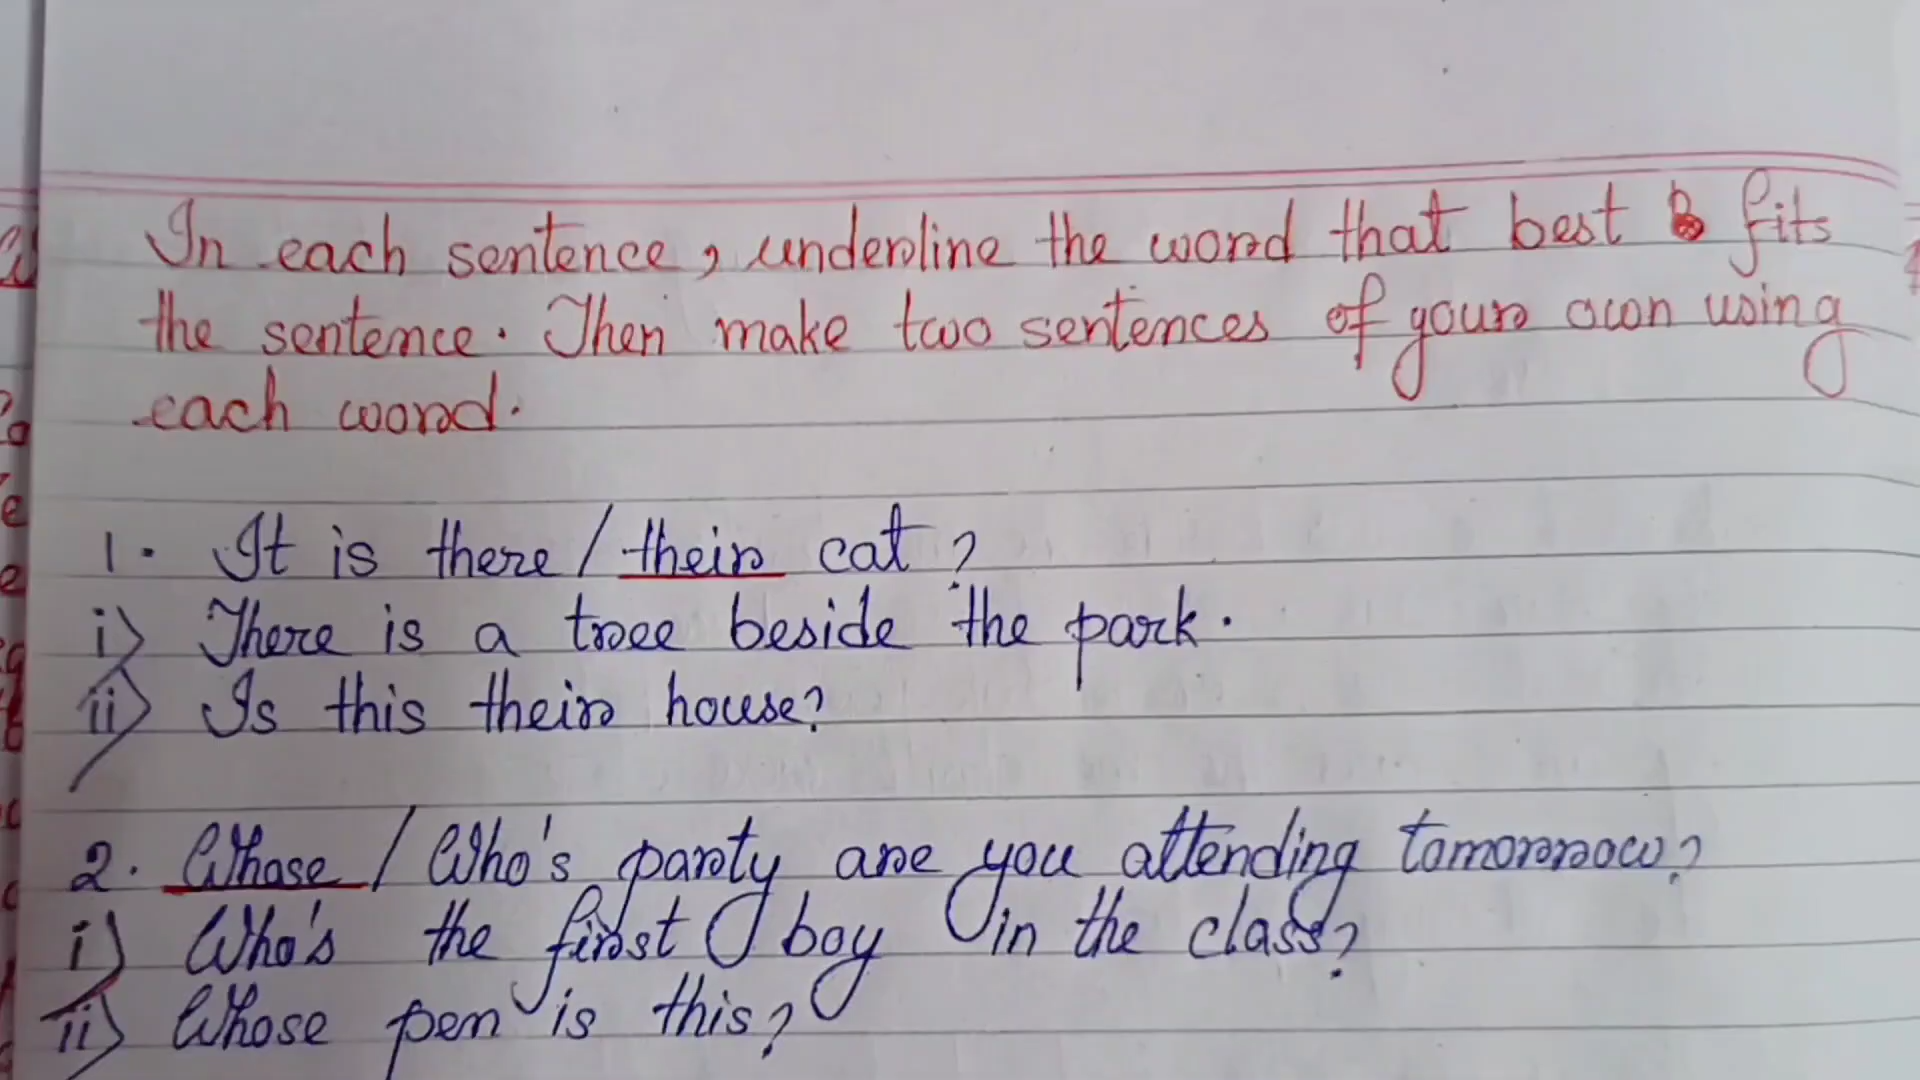 In each sentence, underline the word that best fits
the sentence. Then make two sentences of your own using
each word.
1. It is there / their cat?
i) There is a tree beside the park.
ii) Is this their house?
2. Whose / Who's party are you attending tomorrow?
i) Who's the first boy in the class?
ii) Whose pen is this?